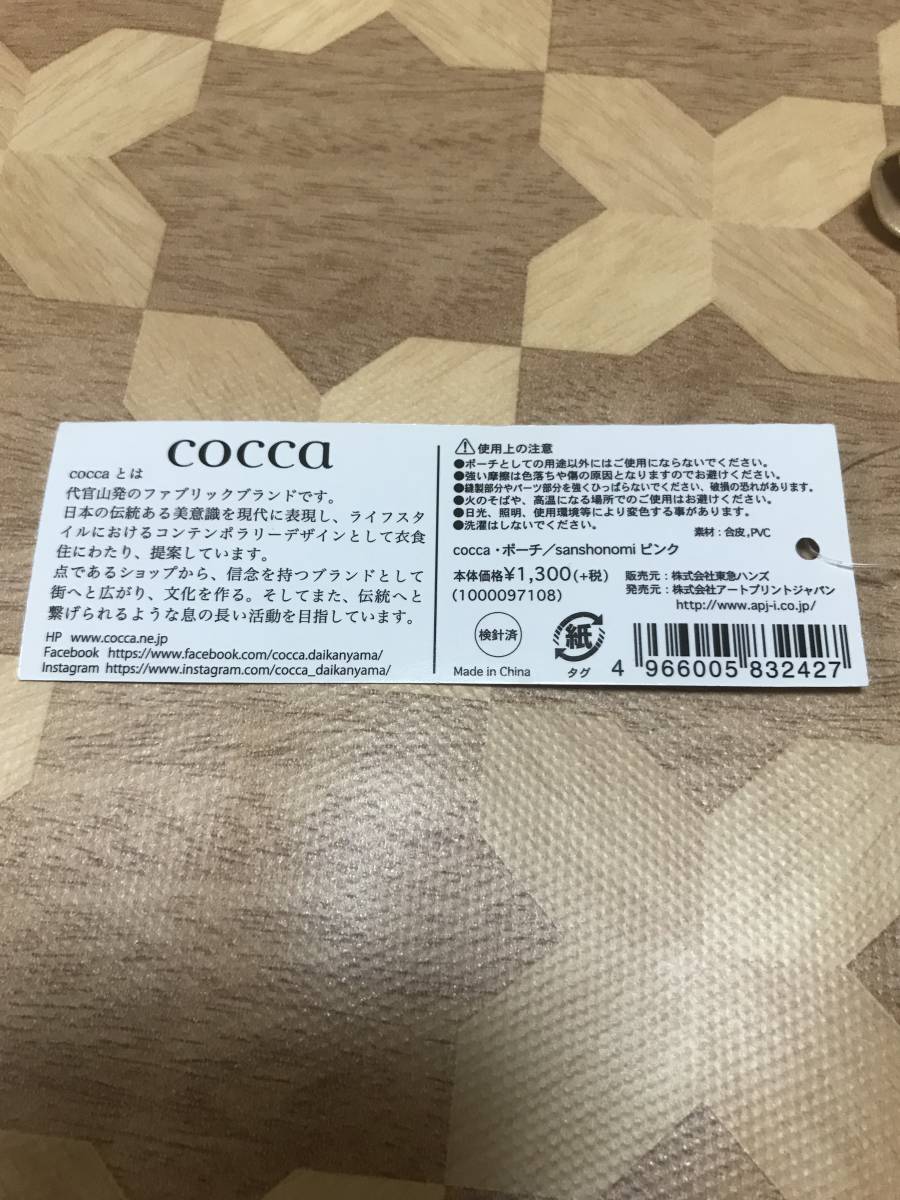 cocca
cocca とは
代官山発のファブリックブランドです。
日本の伝統ある美意識を現代に表現し、ライフスタ
イルにおけるコンテンポラリーデザインとして衣食
住にわたり、提案しています。
点であるショップから、信念を持つブランドとして
街へと広がり、文化を作る。そしてまた、伝統へと
繋げられるような息の長い活動を目指しています。
HP www.cocca.ne.jp
Facebook https://www.facebook.com/cocca.daikanyama/
Instagram https://www.instagram.com/cocca_daikanyama/
使用上の注意
●ポーチとしての用途以外にはご使用にならないでください。
●強い摩擦は色落ちや傷の原因となりますのでお避けください。
●縫製部分やパーツ部分を強くひっぱらないでください、破損の恐れがあります。
●火のそばや、高温になる場所でのご使用はお避けください。
●日光、照明、使用環境等により変色する事があります。
●洗濯はしないでください。
素材：合皮,PVC
cocca・ポーチ／sanshonomi ピンク
本体価格¥1,300(+税)
(1000097108)
販売元：株式会社東急ハンズ
発売元：株式会社アートプリントジャパン
http://www.apj-i.co.jp/
検針済
Made in China
紙
タグ
4 966005 832427